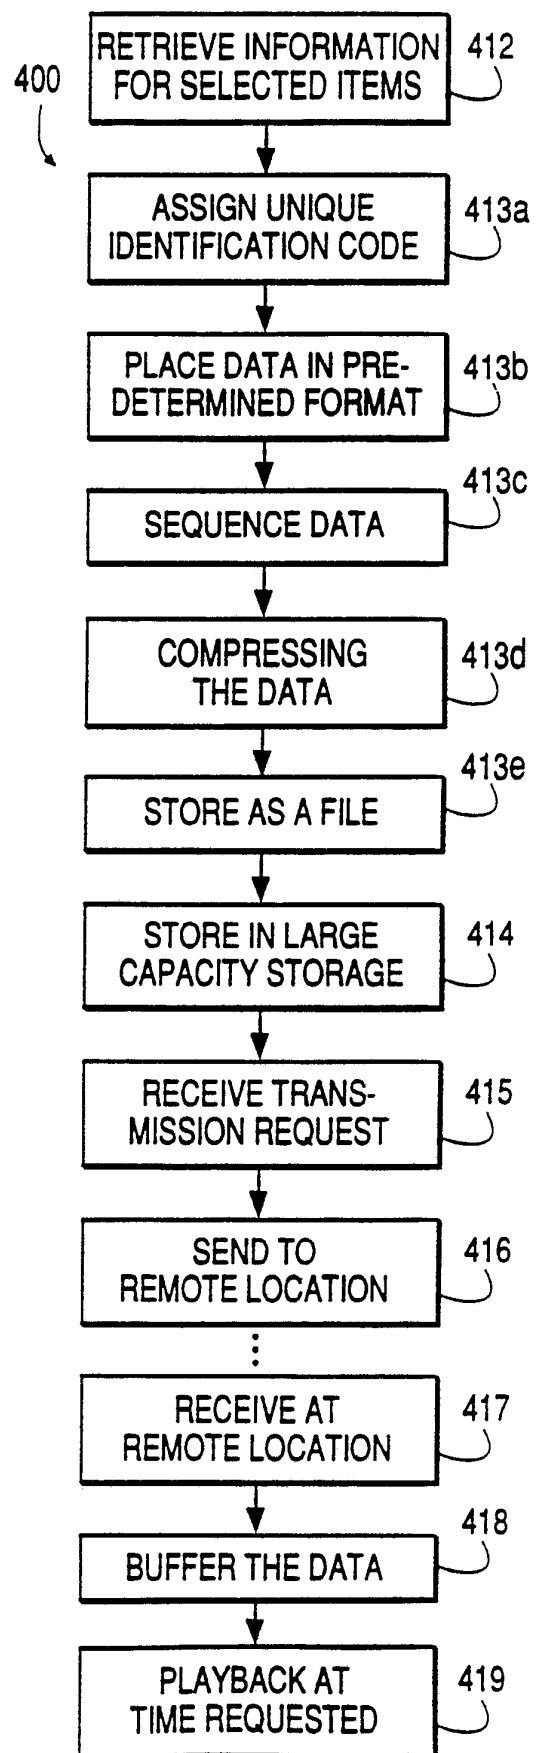 RETRIEVE INFORMATION
FOR SELECTED ITEMS
412
400
ASSIGN UNIQUE
IDENTIFICATION CODE
413a
PLACE DATA IN PRE-
DETERMINED FORMAT
413b
413c
SEQUENCE DATA
COMPRESSING
THE DATA
413d
413e
STORE AS A FILE
STORE IN LARGE
CAPACITY STORAGE
414
RECEIVE TRANS-
MISSION REQUEST
415
SEND TO
REMOTE LOCATION
416
RECEIVE AT
REMOTE LOCATION
417
418
BUFFER THE DATA
PLAYBACK AT
TIME REQUESTED
419